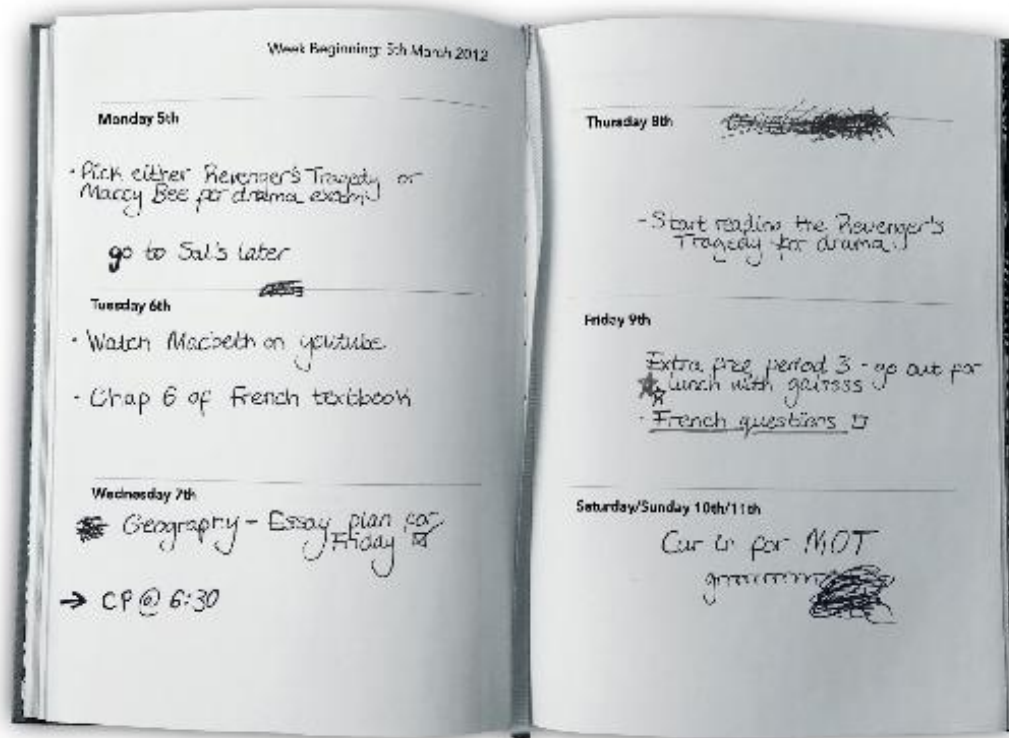 Week Beginning: 5th March 2012
Monday 5th
· Pick either Revenger's Tragedy or
Maccy Bee for drama exam
go to Sal's later
Tuesday 6th
· Watch Macbeth on youtube
· Chap 6 of French textbook
Wednesday 7th
Geography - Essay plan for
Friday
→ CP @ 6:30
Thursday 8th
- Start reading the Revenger's
Tragedy for drama
Friday 9th
Extra free period 3 - go out for
lunch with galssss
· French questions
Saturday/Sunday 10th/11th
Car in for MOT